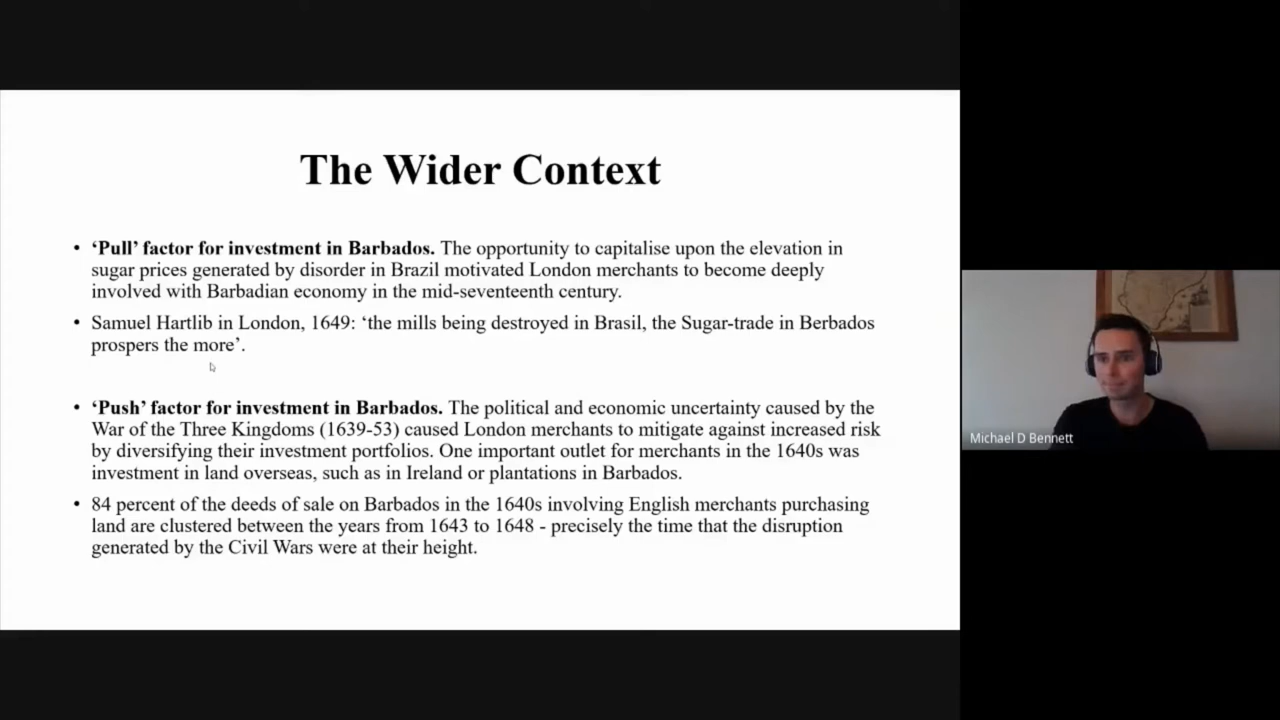 The Wider Context
• ‘Pull’ factor for investment in Barbados. The opportunity to capitalise upon the elevation in
sugar prices generated by disorder in Brazil motivated London merchants to become deeply
involved with Barbadian economy in the mid-seventeenth century.
• Samuel Hartlib in London, 1649: ‘the mills being destroyed in Brasil, the Sugar-trade in Berbados
prospers the more’.
• ‘Push’ factor for investment in Barbados. The political and economic uncertainty caused by the
War of the Three Kingdoms (1639-53) caused London merchants to mitigate against increased risk
by diversifying their investment portfolios. One important outlet for merchants in the 1640s was
investment in land overseas, such as in Ireland or plantations in Barbados.
• 84 percent of the deeds of sale on Barbados in the 1640s involving English merchants purchasing
land are clustered between the years from 1643 to 1648 - precisely the time that the disruption
generated by the Civil Wars were at their height.
Michael D Bennett